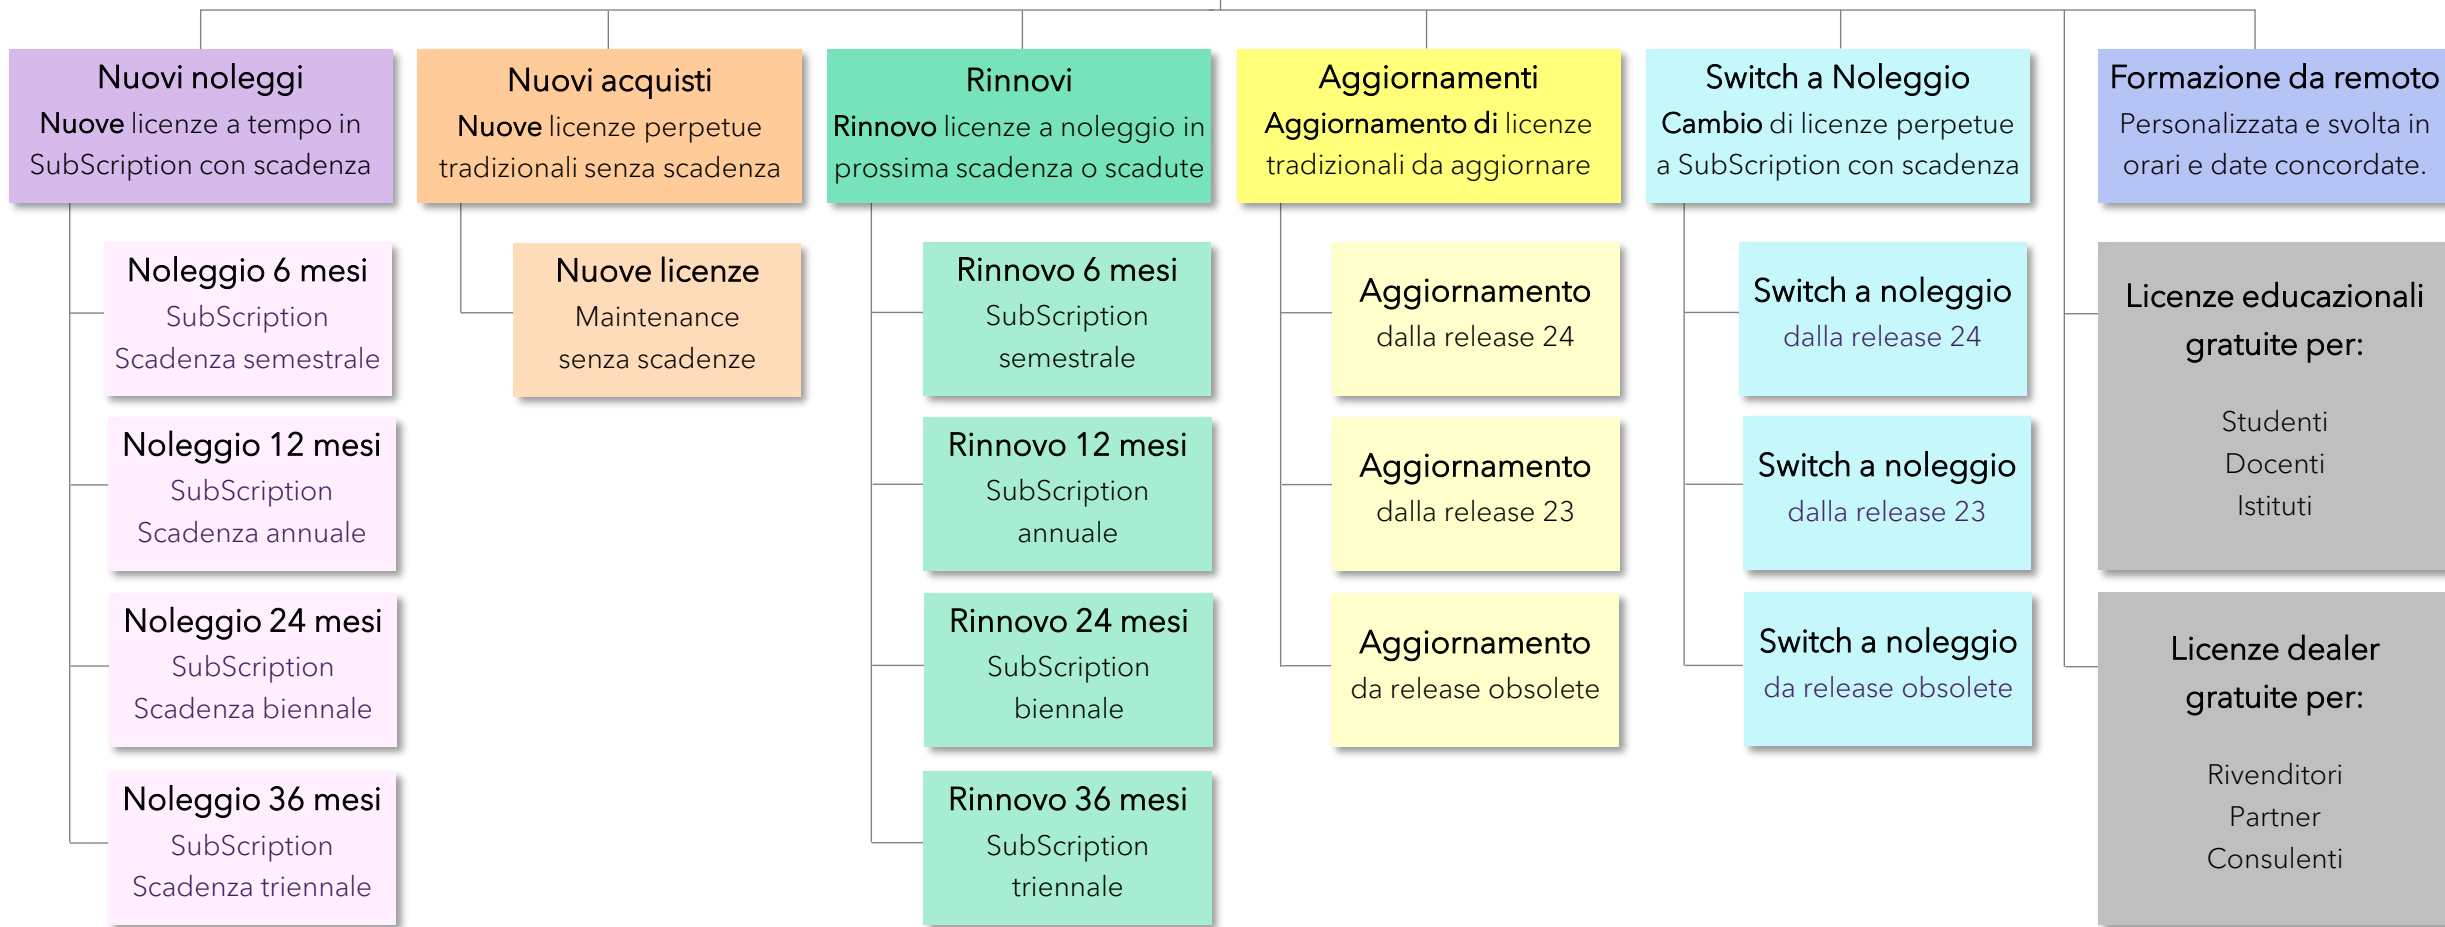 Nuovi noleggi
Nuove licenze a tempo in
SubScription con scadenza
Noleggio 6 mesi
SubScription
Scadenza semestrale
Noleggio 12 mesi
SubScription
Scadenza annuale
Noleggio 24 mesi
SubScription
Scadenza biennale
Noleggio 36 mesi
SubScription
Scadenza triennale
Nuovi acquisti
Nuove licenze perpetue
tradizionali senza scadenza
Nuove licenze
Maintenance
senza scadenze
Rinnovi
Rinnovo licenze a noleggio in
prossima scadenza o scadute
Rinnovo 6 mesi
SubScription
semestrale
Rinnovo 12 mesi
SubScription
annuale
Rinnovo 24 mesi
SubScription
biennale
Rinnovo 36 mesi
SubScription
triennale
Aggiornamenti
Aggiornamento di licenze
tradizionali da aggiornare
Aggiornamento
dalla release 24
Aggiornamento
dalla release 23
Aggiornamento
da release obsolete
Switch a Noleggio
Cambio di licenze perpetue
a SubScription con scadenza
Switch a noleggio
dalla release 24
Switch a noleggio
dalla release 23
Switch a noleggio
da release obsolete
Formazione da remoto
Personalizzata e svolta in
orari e date concordate.
Licenze educazionali
gratuite per:
Studenti
Docenti
Istituti
Licenze dealer
gratuite per:
Rivenditori
Partner
Consulenti